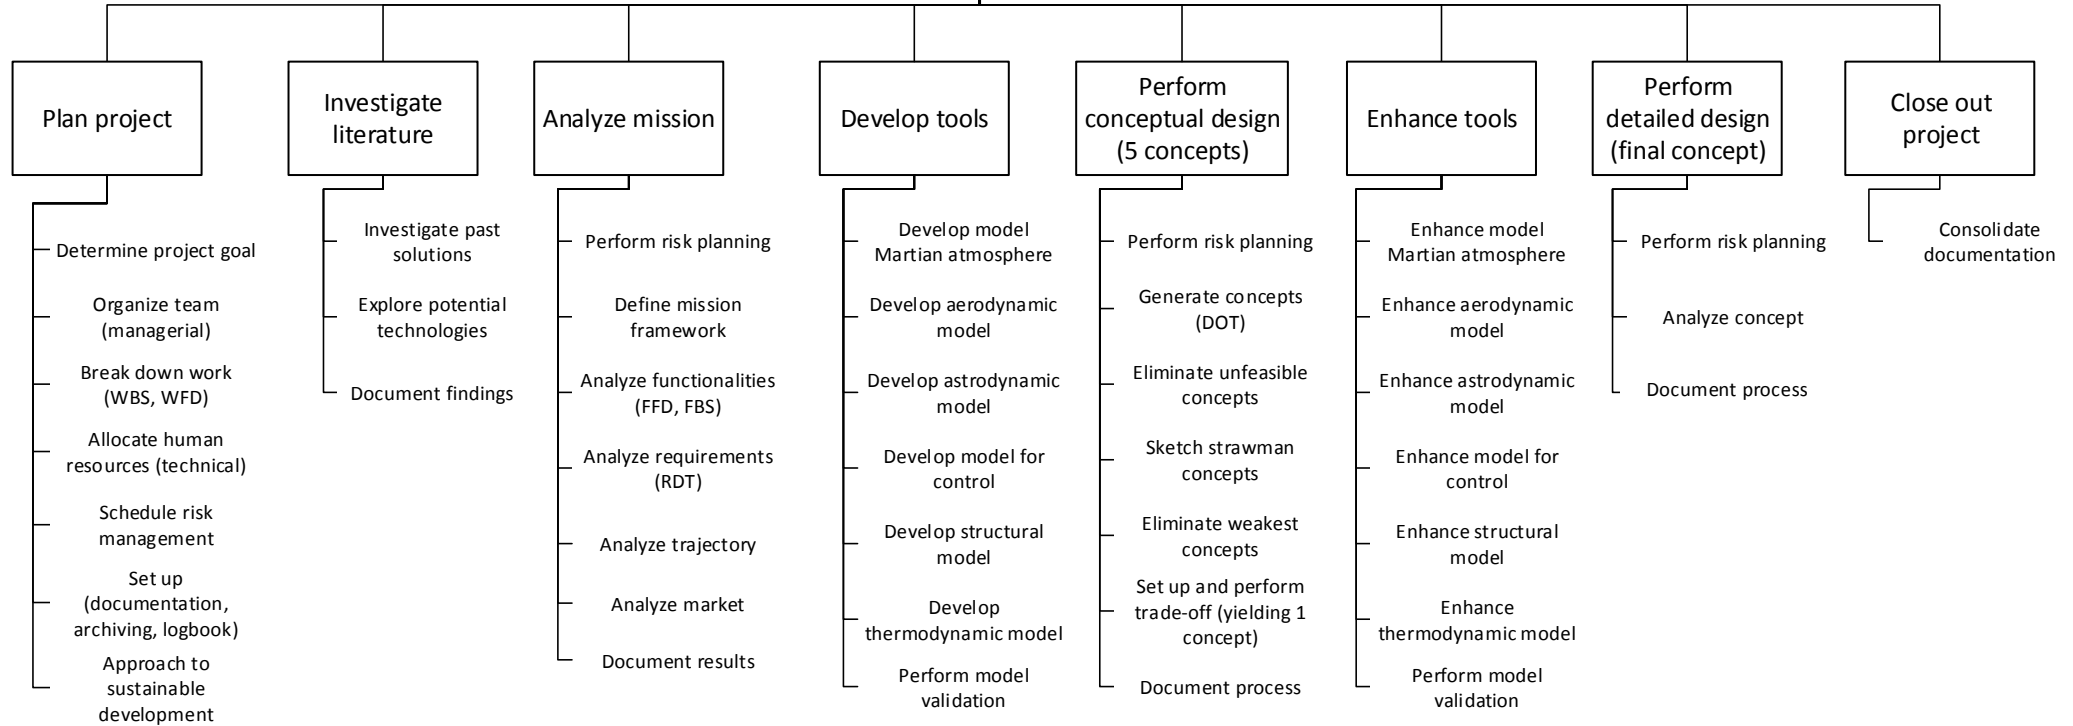 Plan project
Determine project goal
Organize team
(managerial)
Break down work
(WBS, WFD)
Allocate human
resources (technical)
Schedule risk
management
Set up
(documentation,
archiving, logbook)
Approach to
sustainable
development
Investigate
literature
Investigate past
solutions
Explore potential
technologies
Document findings
Analyze mission
Perform risk planning
Define mission
framework
Analyze functionalities
(FFD, FBS)
Analyze requirements
(RDT)
Analyze trajectory
Analyze market
Document results
Develop tools
Develop model
Martian atmosphere
Develop aerodynamic
model
Develop astrodynamic
model
Develop model for
control
Develop structural
model
Develop
thermodynamic model
Perform model
validation
Perform
conceptual design
(5 concepts)
Perform risk planning
Generate concepts
(DOT)
Eliminate unfeasible
concepts
Sketch strawman
concepts
Eliminate weakest
concepts
Set up and perform
trade-off (yielding 1
concept)
Document process
Enhance tools
Enhance model
Martian atmosphere
Enhance aerodynamic
model
Enhance astrodynamic
model
Enhance model for
control
Enhance structural
model
Enhance
thermodynamic model
Perform model
validation
Perform
detailed design
(final concept)
Perform risk planning
Analyze concept
Document process
Close out
project
Consolidate
documentation